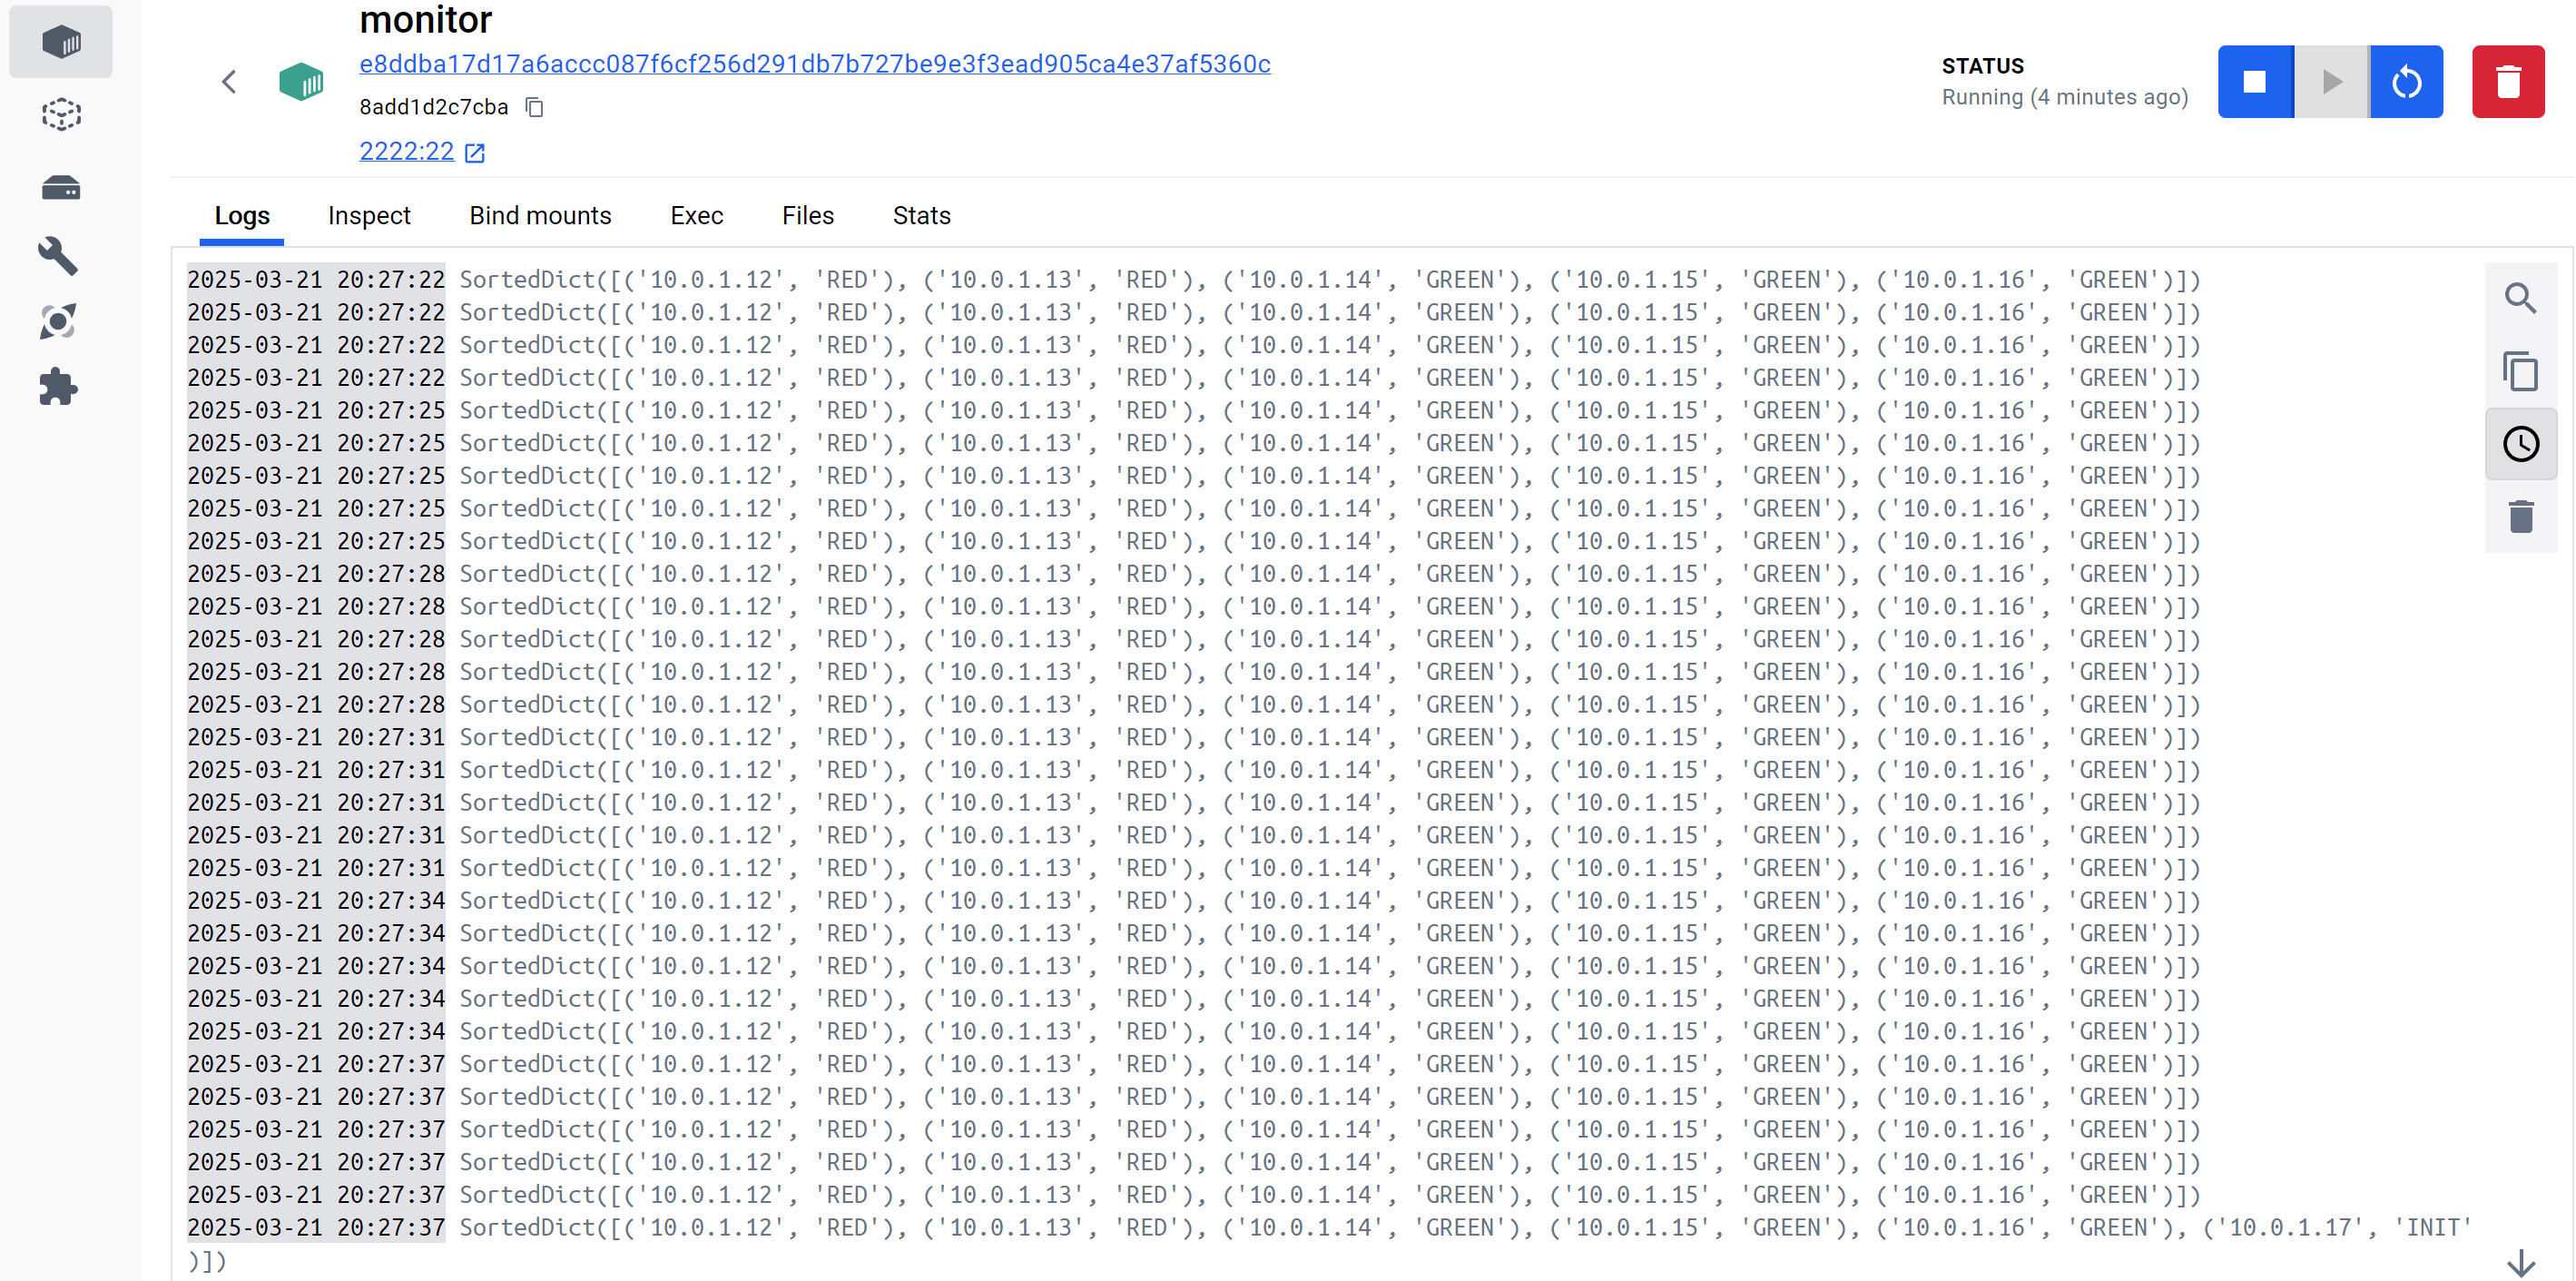 monitor
e8ddba17d17a6accc087f6cf256d291db7b727be9e3f3ead905ca4e37af5360c
8add1d2c7cba
2222:22
STATUS
Running (4 minutes ago)
Logs Inspect Bind mounts Exec Files Stats
2025-03-21 20:27:22 SortedDict([('10.0.1.12', 'RED'), ('10.0.1.13', 'RED'), ('10.0.1.14', 'GREEN'), ('10.0.1.15', 'GREEN'), ('10.0.1.16', 'GREEN')])
2025-03-21 20:27:22 SortedDict([('10.0.1.12', 'RED'), ('10.0.1.13', 'RED'), ('10.0.1.14', 'GREEN'), ('10.0.1.15', 'GREEN'), ('10.0.1.16', 'GREEN')])
2025-03-21 20:27:22 SortedDict([('10.0.1.12', 'RED'), ('10.0.1.13', 'RED'), ('10.0.1.14', 'GREEN'), ('10.0.1.15', 'GREEN'), ('10.0.1.16', 'GREEN')])
2025-03-21 20:27:22 SortedDict([('10.0.1.12', 'RED'), ('10.0.1.13', 'RED'), ('10.0.1.14', 'GREEN'), ('10.0.1.15', 'GREEN'), ('10.0.1.16', 'GREEN')])
2025-03-21 20:27:25 SortedDict([('10.0.1.12', 'RED'), ('10.0.1.13', 'RED'), ('10.0.1.14', 'GREEN'), ('10.0.1.15', 'GREEN'), ('10.0.1.16', 'GREEN')])
2025-03-21 20:27:25 SortedDict([('10.0.1.12', 'RED'), ('10.0.1.13', 'RED'), ('10.0.1.14', 'GREEN'), ('10.0.1.15', 'GREEN'), ('10.0.1.16', 'GREEN')])
2025-03-21 20:27:25 SortedDict([('10.0.1.12', 'RED'), ('10.0.1.13', 'RED'), ('10.0.1.14', 'GREEN'), ('10.0.1.15', 'GREEN'), ('10.0.1.16', 'GREEN')])
2025-03-21 20:27:25 SortedDict([('10.0.1.12', 'RED'), ('10.0.1.13', 'RED'), ('10.0.1.14', 'GREEN'), ('10.0.1.15', 'GREEN'), ('10.0.1.16', 'GREEN')])
2025-03-21 20:27:25 SortedDict([('10.0.1.12', 'RED'), ('10.0.1.13', 'RED'), ('10.0.1.14', 'GREEN'), ('10.0.1.15', 'GREEN'), ('10.0.1.16', 'GREEN')])
2025-03-21 20:27:28 SortedDict([('10.0.1.12', 'RED'), ('10.0.1.13', 'RED'), ('10.0.1.14', 'GREEN'), ('10.0.1.15', 'GREEN'), ('10.0.1.16', 'GREEN')])
2025-03-21 20:27:28 SortedDict([('10.0.1.12', 'RED'), ('10.0.1.13', 'RED'), ('10.0.1.14', 'GREEN'), ('10.0.1.15', 'GREEN'), ('10.0.1.16', 'GREEN')])
2025-03-21 20:27:28 SortedDict([('10.0.1.12', 'RED'), ('10.0.1.13', 'RED'), ('10.0.1.14', 'GREEN'), ('10.0.1.15', 'GREEN'), ('10.0.1.16', 'GREEN')])
2025-03-21 20:27:28 SortedDict([('10.0.1.12', 'RED'), ('10.0.1.13', 'RED'), ('10.0.1.14', 'GREEN'), ('10.0.1.15', 'GREEN'), ('10.0.1.16', 'GREEN')])
2025-03-21 20:27:28 SortedDict([('10.0.1.12', 'RED'), ('10.0.1.13', 'RED'), ('10.0.1.14', 'GREEN'), ('10.0.1.15', 'GREEN'), ('10.0.1.16', 'GREEN')])
2025-03-21 20:27:31 SortedDict([('10.0.1.12', 'RED'), ('10.0.1.13', 'RED'), ('10.0.1.14', 'GREEN'), ('10.0.1.15', 'GREEN'), ('10.0.1.16', 'GREEN')])
2025-03-21 20:27:31 SortedDict([('10.0.1.12', 'RED'), ('10.0.1.13', 'RED'), ('10.0.1.14', 'GREEN'), ('10.0.1.15', 'GREEN'), ('10.0.1.16', 'GREEN')])
2025-03-21 20:27:31 SortedDict([('10.0.1.12', 'RED'), ('10.0.1.13', 'RED'), ('10.0.1.14', 'GREEN'), ('10.0.1.15', 'GREEN'), ('10.0.1.16', 'GREEN')])
2025-03-21 20:27:31 SortedDict([('10.0.1.12', 'RED'), ('10.0.1.13', 'RED'), ('10.0.1.14', 'GREEN'), ('10.0.1.15', 'GREEN'), ('10.0.1.16', 'GREEN')])
2025-03-21 20:27:31 SortedDict([('10.0.1.12', 'RED'), ('10.0.1.13', 'RED'), ('10.0.1.14', 'GREEN'), ('10.0.1.15', 'GREEN'), ('10.0.1.16', 'GREEN')])
2025-03-21 20:27:34 SortedDict([('10.0.1.12', 'RED'), ('10.0.1.13', 'RED'), ('10.0.1.14', 'GREEN'), ('10.0.1.15', 'GREEN'), ('10.0.1.16', 'GREEN')])
2025-03-21 20:27:34 SortedDict([('10.0.1.12', 'RED'), ('10.0.1.13', 'RED'), ('10.0.1.14', 'GREEN'), ('10.0.1.15', 'GREEN'), ('10.0.1.16', 'GREEN')])
2025-03-21 20:27:34 SortedDict([('10.0.1.12', 'RED'), ('10.0.1.13', 'RED'), ('10.0.1.14', 'GREEN'), ('10.0.1.15', 'GREEN'), ('10.0.1.16', 'GREEN')])
2025-03-21 20:27:34 SortedDict([('10.0.1.12', 'RED'), ('10.0.1.13', 'RED'), ('10.0.1.14', 'GREEN'), ('10.0.1.15', 'GREEN'), ('10.0.1.16', 'GREEN')])
2025-03-21 20:27:34 SortedDict([('10.0.1.12', 'RED'), ('10.0.1.13', 'RED'), ('10.0.1.14', 'GREEN'), ('10.0.1.15', 'GREEN'), ('10.0.1.16', 'GREEN')])
2025-03-21 20:27:37 SortedDict([('10.0.1.12', 'RED'), ('10.0.1.13', 'RED'), ('10.0.1.14', 'GREEN'), ('10.0.1.15', 'GREEN'), ('10.0.1.16', 'GREEN')])
2025-03-21 20:27:37 SortedDict([('10.0.1.12', 'RED'), ('10.0.1.13', 'RED'), ('10.0.1.14', 'GREEN'), ('10.0.1.15', 'GREEN'), ('10.0.1.16', 'GREEN')])
2025-03-21 20:27:37 SortedDict([('10.0.1.12', 'RED'), ('10.0.1.13', 'RED'), ('10.0.1.14', 'GREEN'), ('10.0.1.15', 'GREEN'), ('10.0.1.16', 'GREEN')])
2025-03-21 20:27:37 SortedDict([('10.0.1.12', 'RED'), ('10.0.1.13', 'RED'), ('10.0.1.14', 'GREEN'), ('10.0.1.15', 'GREEN'), ('10.0.1.16', 'GREEN')])
2025-03-21 20:27:37 SortedDict([('10.0.1.12', 'RED'), ('10.0.1.13', 'RED'), ('10.0.1.14', 'GREEN'), ('10.0.1.15', 'GREEN'), ('10.0.1.16', 'GREEN')])
2025-03-21 20:27:37 SortedDict([('10.0.1.12', 'RED'), ('10.0.1.13', 'RED'), ('10.0.1.14', 'GREEN'), ('10.0.1.15', 'GREEN'), ('10.0.1.16', 'GREEN'), ('10.0.1.17', 'INIT'
)])